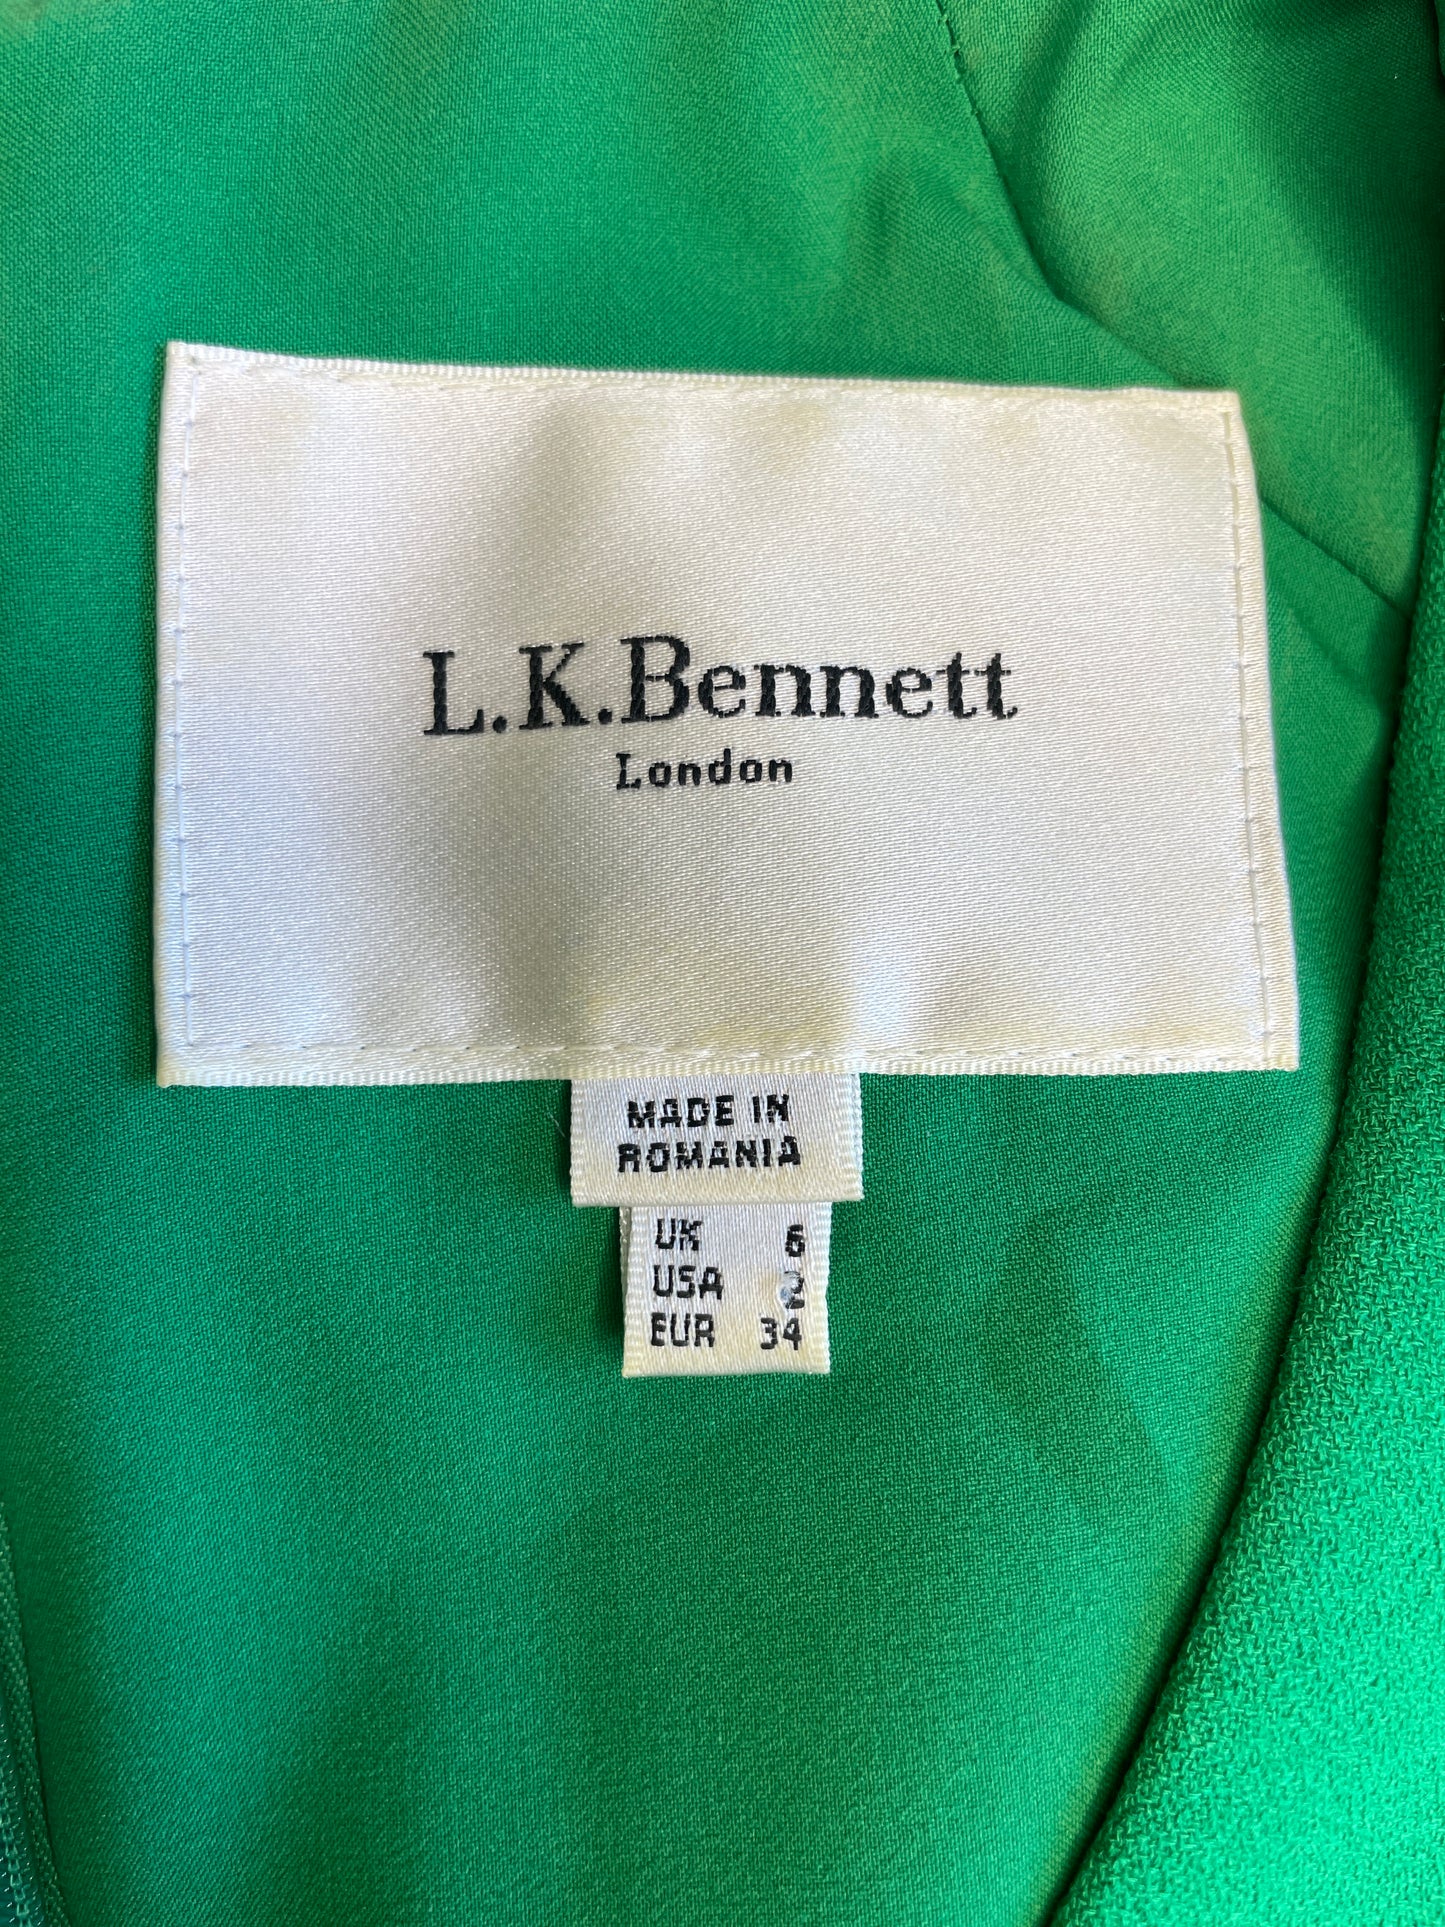 L.K.Bennett
London
MADE IN
ROMANIA
UK 6
USA 2
EUR 34